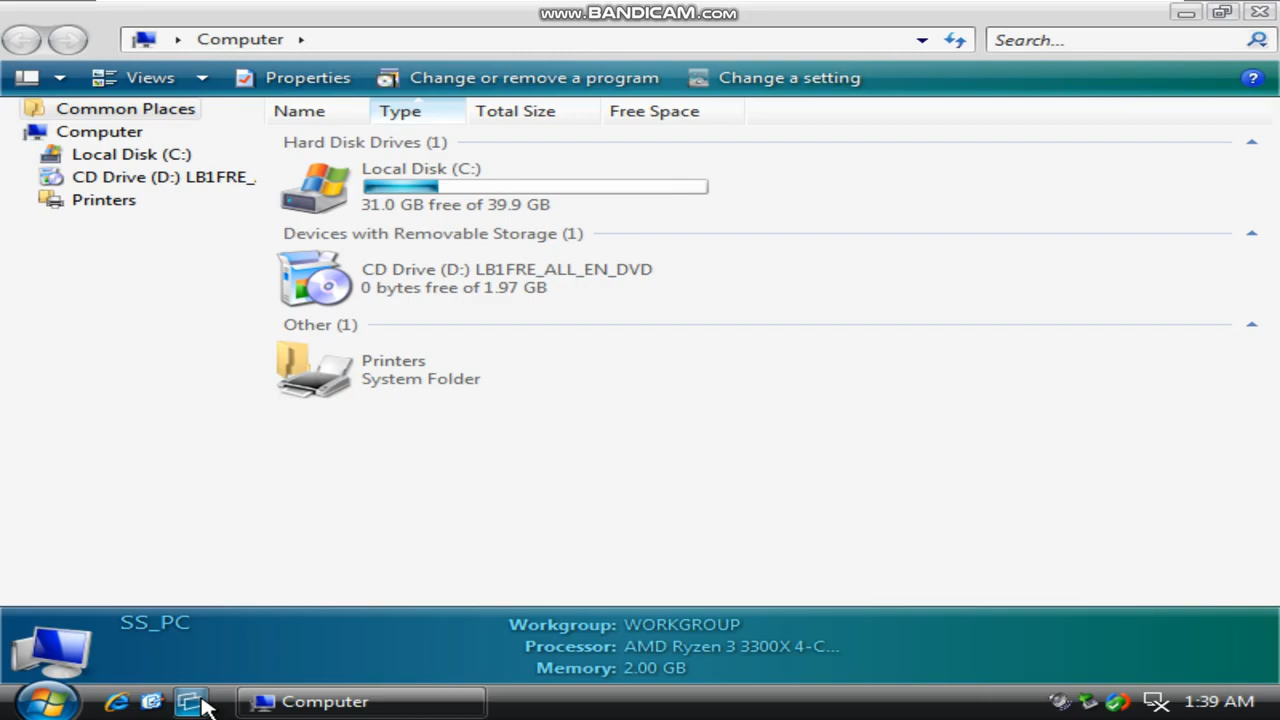 www.BANDICAM.com
Computer
Search...
Views
Properties
Change or remove a program
Change a setting
?
Common Places
Computer
Local Disk (C:)
CD Drive (D:) LB1FRE_
Printers
Name
Type
Total Size
Free Space
Hard Disk Drives (1)
Local Disk (C:)
31.0 GB free of 39.9 GB
Devices with Removable Storage (1)
CD Drive (D:) LB1FRE_ALL_EN_DVD
0 bytes free of 1.97 GB
Other (1)
Printers
System Folder
SS_PC
Workgroup: WORKGROUP
Processor: AMD Ryzen 3 3300X 4-C...
Memory: 2.00 GB
Computer
1:39 AM